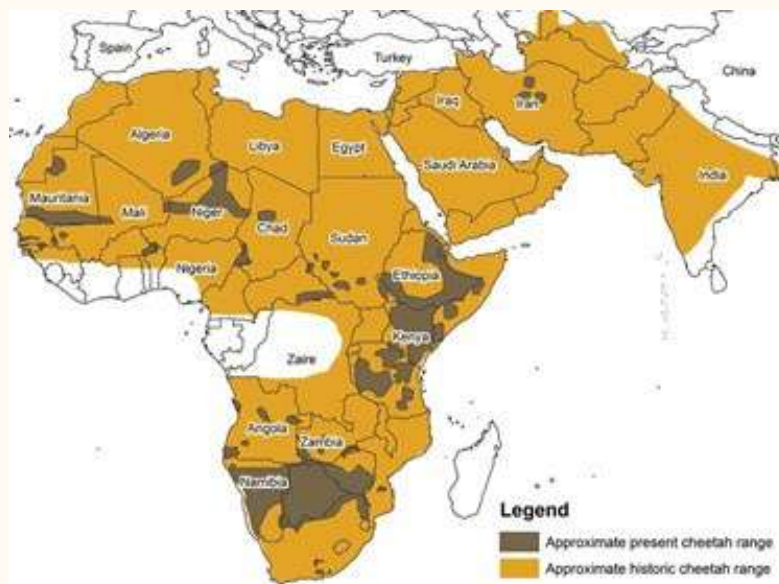 Spain
Turkey
China
Iraq
Iran
Algeria
Libya
Egypt
Saudi Arabia
India
Mauritania
Mali
Niger
Chad
Sudan
Nigeria
Ethiopia
Kenya
Zaire
Angola
Zambia
Namibia
Legend
Approximate present cheetah range
Approximate historic cheetah range